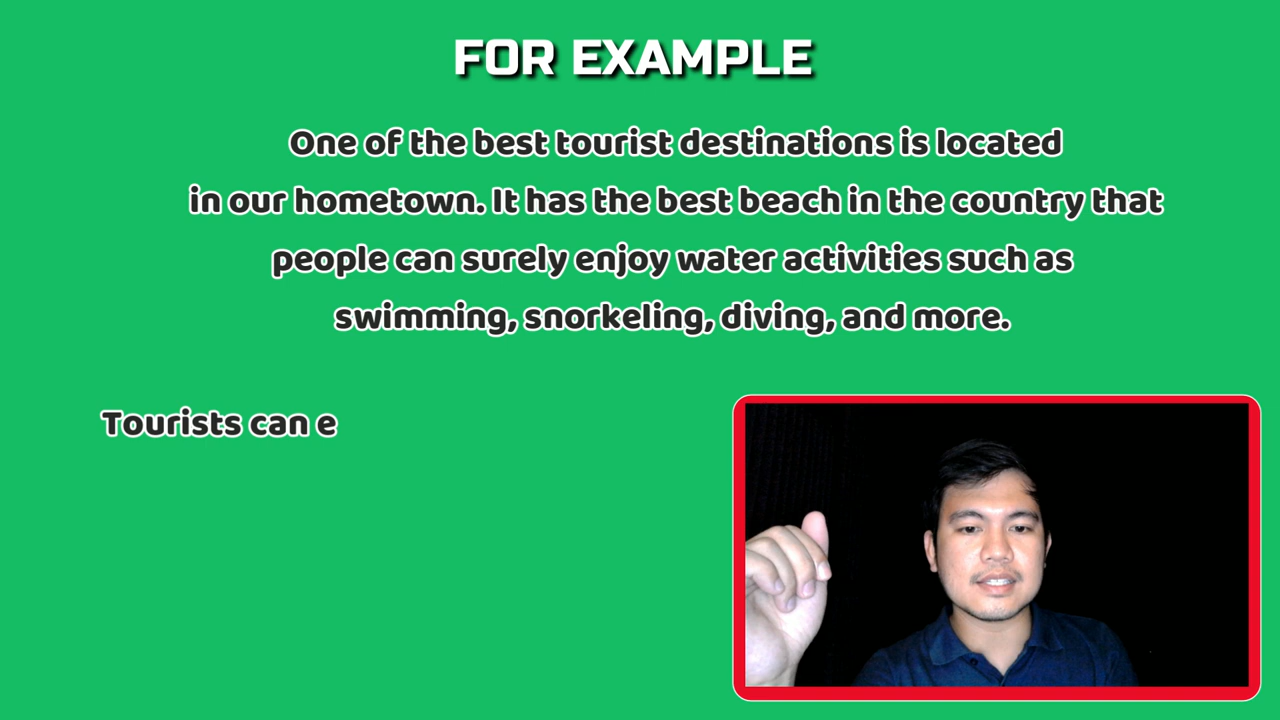 FOR EXAMPLE
One of the best tourist destinations is located
in our hometown. It has the best beach in the country that
people can surely enjoy water activities such as
swimming, snorkeling, diving, and more.
Tourists can e